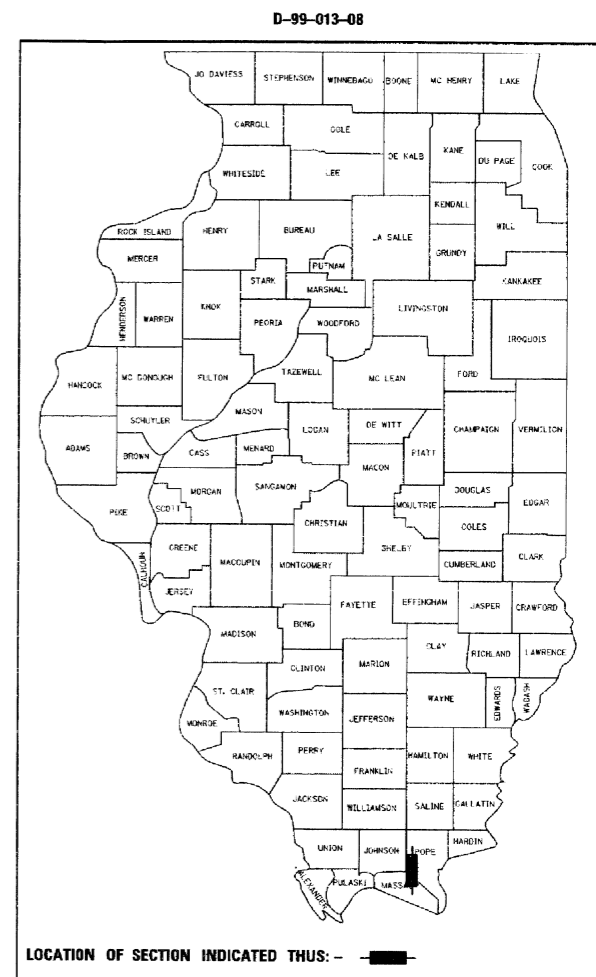 D-99-013-08
JO DAVIESS
STEPHENSON
WINNEBAGO
BOONE
MC HENRY
LAKE
CARROLL
OGLE
DE KALB
KANE
DU PAGE
COOK
WHITESIDE
LEE
KENDALL
ROCK ISLAND
HENRY
BUREAU
LA SALLE
WILL
GRUNDY
MERCER
PUTNAM
KANKAKEE
STARK
MARSHALL
HENDERSON
WARREN
KNOX
PEORIA
WOODFORD
LIVINGSTON
IROQUOIS
HANCOCK
MC DONOUGH
FULTON
TAZEWELL
MC LEAN
FORD
MASON
SCHUYLER
LOGAN
DE WITT
CHAMPAIGN
VERMILION
ADAMS
BROWN
CASS
MENARD
MACON
PIATT
PIKE
SCOTT
MORGAN
SANGAMON
MOULTRIE
DOUGLAS
EDGAR
CHRISTIAN
COLES
CALHOUN
GREENE
MACOUPIN
MONTGOMERY
SHELBY
CUMBERLAND
CLARK
JERSEY
FAYETTE
EFFINGHAM
JASPER
CRAWFORD
MADISON
BOND
CLAY
RICHLAND
LAWRENCE
CLINTON
MARION
ST. CLAIR
WAYNE
EDWARDS
WABASH
WASHINGTON
JEFFERSON
MONROE
RANDOLPH
PERRY
HAMILTON
WHITE
FRANKLIN
JACKSON
WILLIAMSON
SALINE
GALLATIN
UNION
JOHNSON
POPE
HARDIN
ALEXANDER
PULASKI
MASSA
LOCATION OF SECTION INDICATED THUS: -